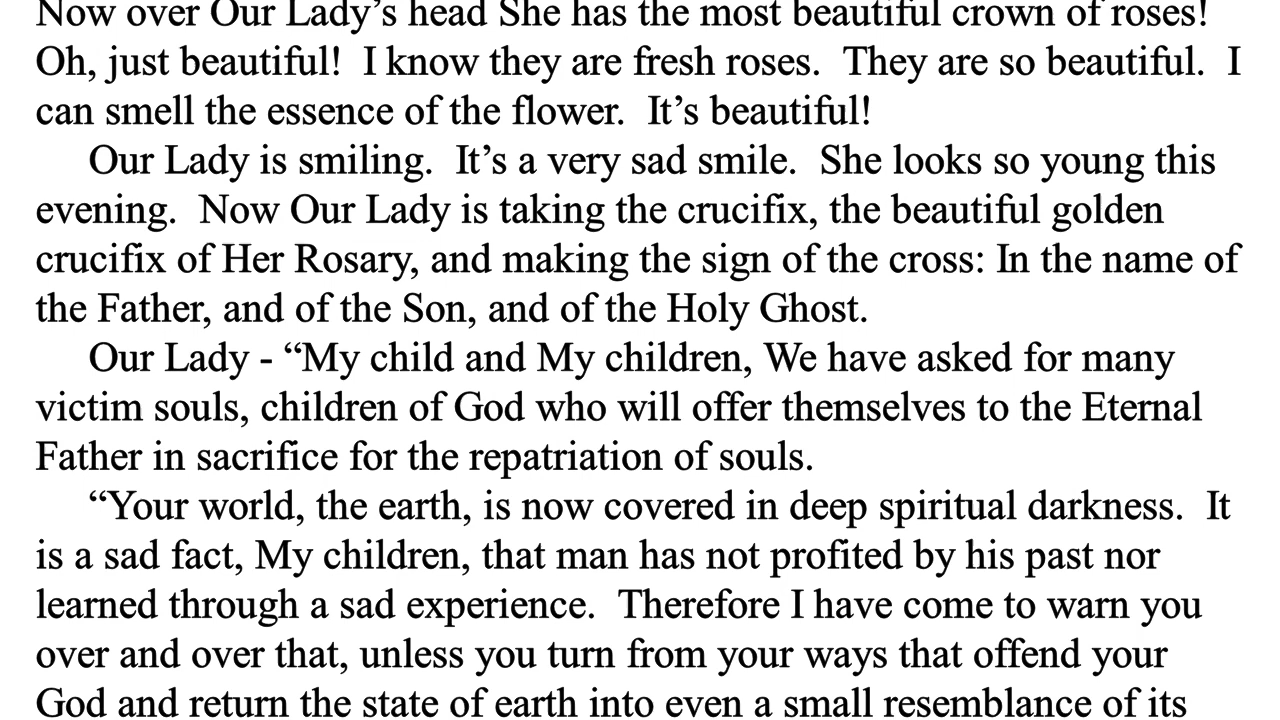 Now over Our Lady’s head She has the most beautiful crown of roses!
Oh, just beautiful!  I know they are fresh roses.  They are so beautiful.  I
can smell the essence of the flower.  It’s beautiful!
Our Lady is smiling.  It’s a very sad smile.  She looks so young this
evening.  Now Our Lady is taking the crucifix, the beautiful golden
crucifix of Her Rosary, and making the sign of the cross: In the name of
the Father, and of the Son, and of the Holy Ghost.
Our Lady - “My child and My children, We have asked for many
victim souls, children of God who will offer themselves to the Eternal
Father in sacrifice for the repatriation of souls.
“Your world, the earth, is now covered in deep spiritual darkness.  It
is a sad fact, My children, that man has not profited by his past nor
learned through a sad experience.  Therefore I have come to warn you
over and over that, unless you turn from your ways that offend your
God and return the state of earth into even a small resemblance of its